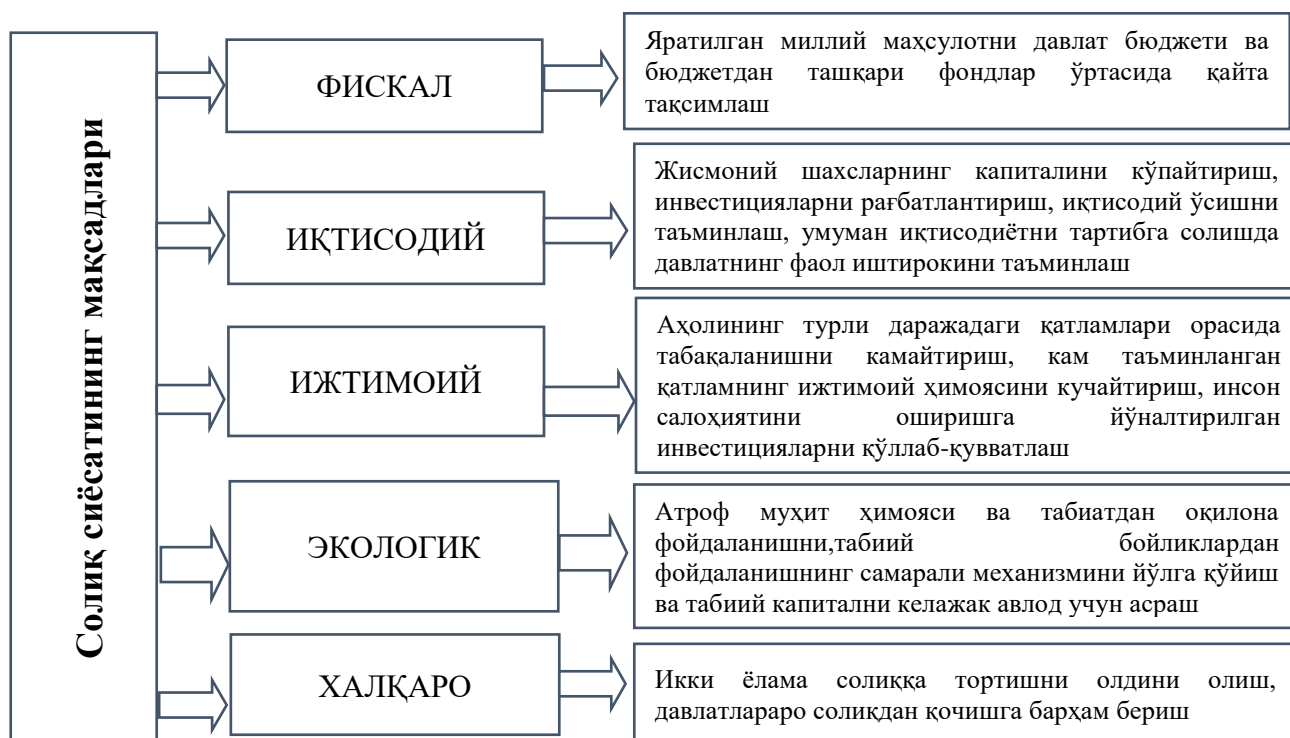 Солиқ сиёсатининг мақсадлари
ФИСКАЛ
Яратилган миллий маҳсулотни давлат бюджети ва
бюджетдан ташқари фондлар ўртасида қайта
тақсимлаш
ИҚТИСОДИЙ
Жисмоний шахсларнинг капиталини кўпайтириш,
инвестицияларни рағбатлантириш, иқтисодий ўсишни
таъминлаш, умуман иқтисодиётни тартибга солишда
давлатнинг фаол иштирокини таъминлаш
ИЖТИМОИЙ
Аҳолининг турли даражадаги қатламлари орасида
табақаланишни камайтириш, кам таъминланган
қатламнинг ижтимоий ҳимоясини кучайтириш, инсон
салоҳиятини оширишга йўналтирилган
инвестицияларни қўллаб-қувватлаш
ЭКОЛОГИК
Атроф муҳит ҳимояси ва табиатдан оқилона
фойдаланишни,табиий бойликлардан
фойдаланишнинг самарали механизмини йўлга қўйиш
ва табиий капитални келажак авлод учун асраш
ХАЛҚАРО
Икки ёлама солиққа тортишни олдини олиш,
давлатлараро солиқдан қочишга барҳам бериш